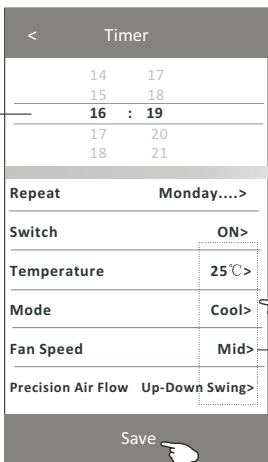 < Timer
14 17
15 18
16 : 19
17 20
18 21
Repeat Monday....>
Switch ON>
Temperature 25℃>
Mode Cool>
Fan Speed Mid>
Precision Air Flow Up-Down Swing>
Save